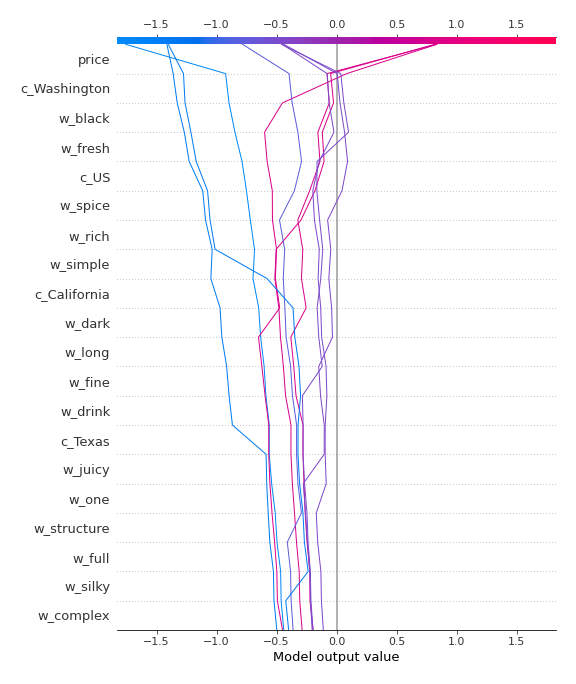 −1.5 −1.0 −0.5 0.0 0.5 1.0 1.5
price
c_Washington
w_black
w_fresh
c_US
w_spice
w_rich
w_simple
c_California
w_dark
w_long
w_fine
w_drink
c_Texas
w_juicy
w_one
w_structure
w_full
w_silky
w_complex
−1.5 −1.0 −0.5 0.0 0.5 1.0 1.5
Model output value